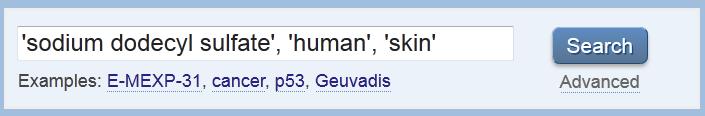 'sodium dodecyl sulfate', 'human', 'skin' Search
Examples: E-MEXP-31, cancer, p53, Geuvadis Advanced